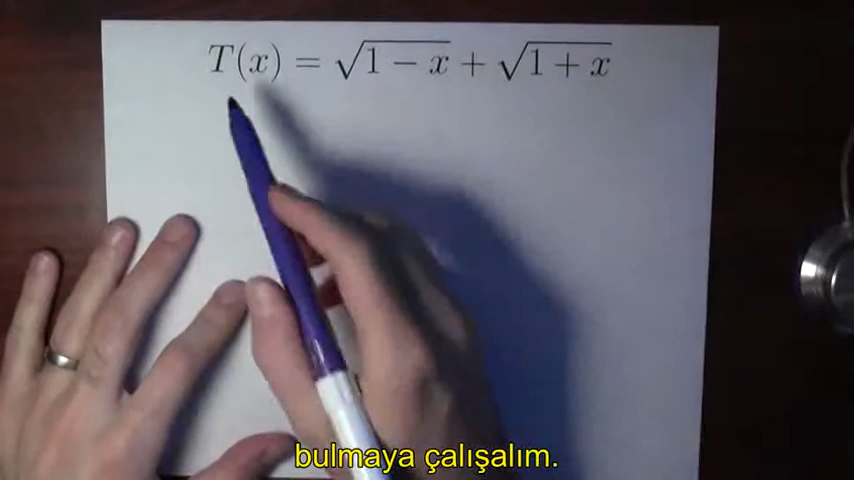 T(x) = √1 − x + √1 + x
bulmaya çalışalım.